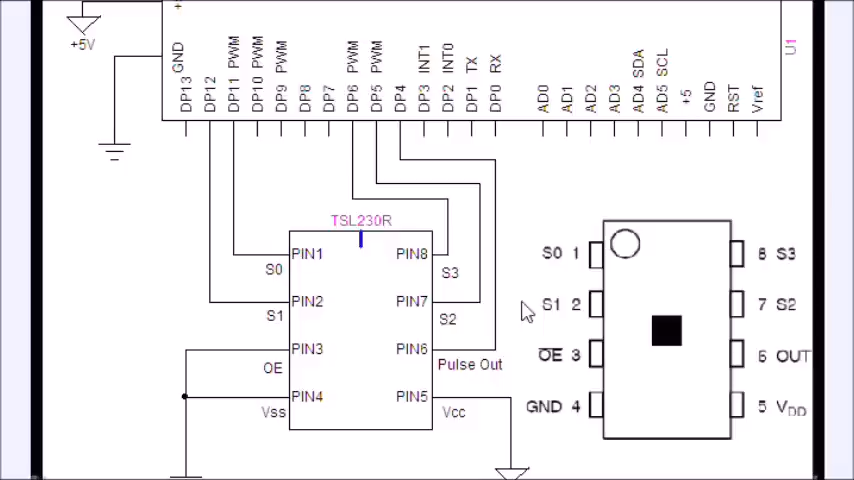 +5V
GND
DP13
DP12
DP11 PWM
DP10 PWM
DP9 PWM
DP8
DP7
DP6 PWM
DP5 PWM
DP4
DP3 INT1
DP2 INT0
DP1 TX
DP0 RX
AD0
AD1
AD2
AD3
AD4 SDA
AD5 SCL
+5
GND
RST
Vref
U1
TSL230R
PIN1 PIN8
S0 S3
PIN2 PIN7
S1 S2
PIN3 PIN6
OE Pulse Out
PIN4 PIN5
Vss Vcc
S0 1 8 S3
S1 2 7 S2
OE 3 6 OUT
GND 4 5 VDD